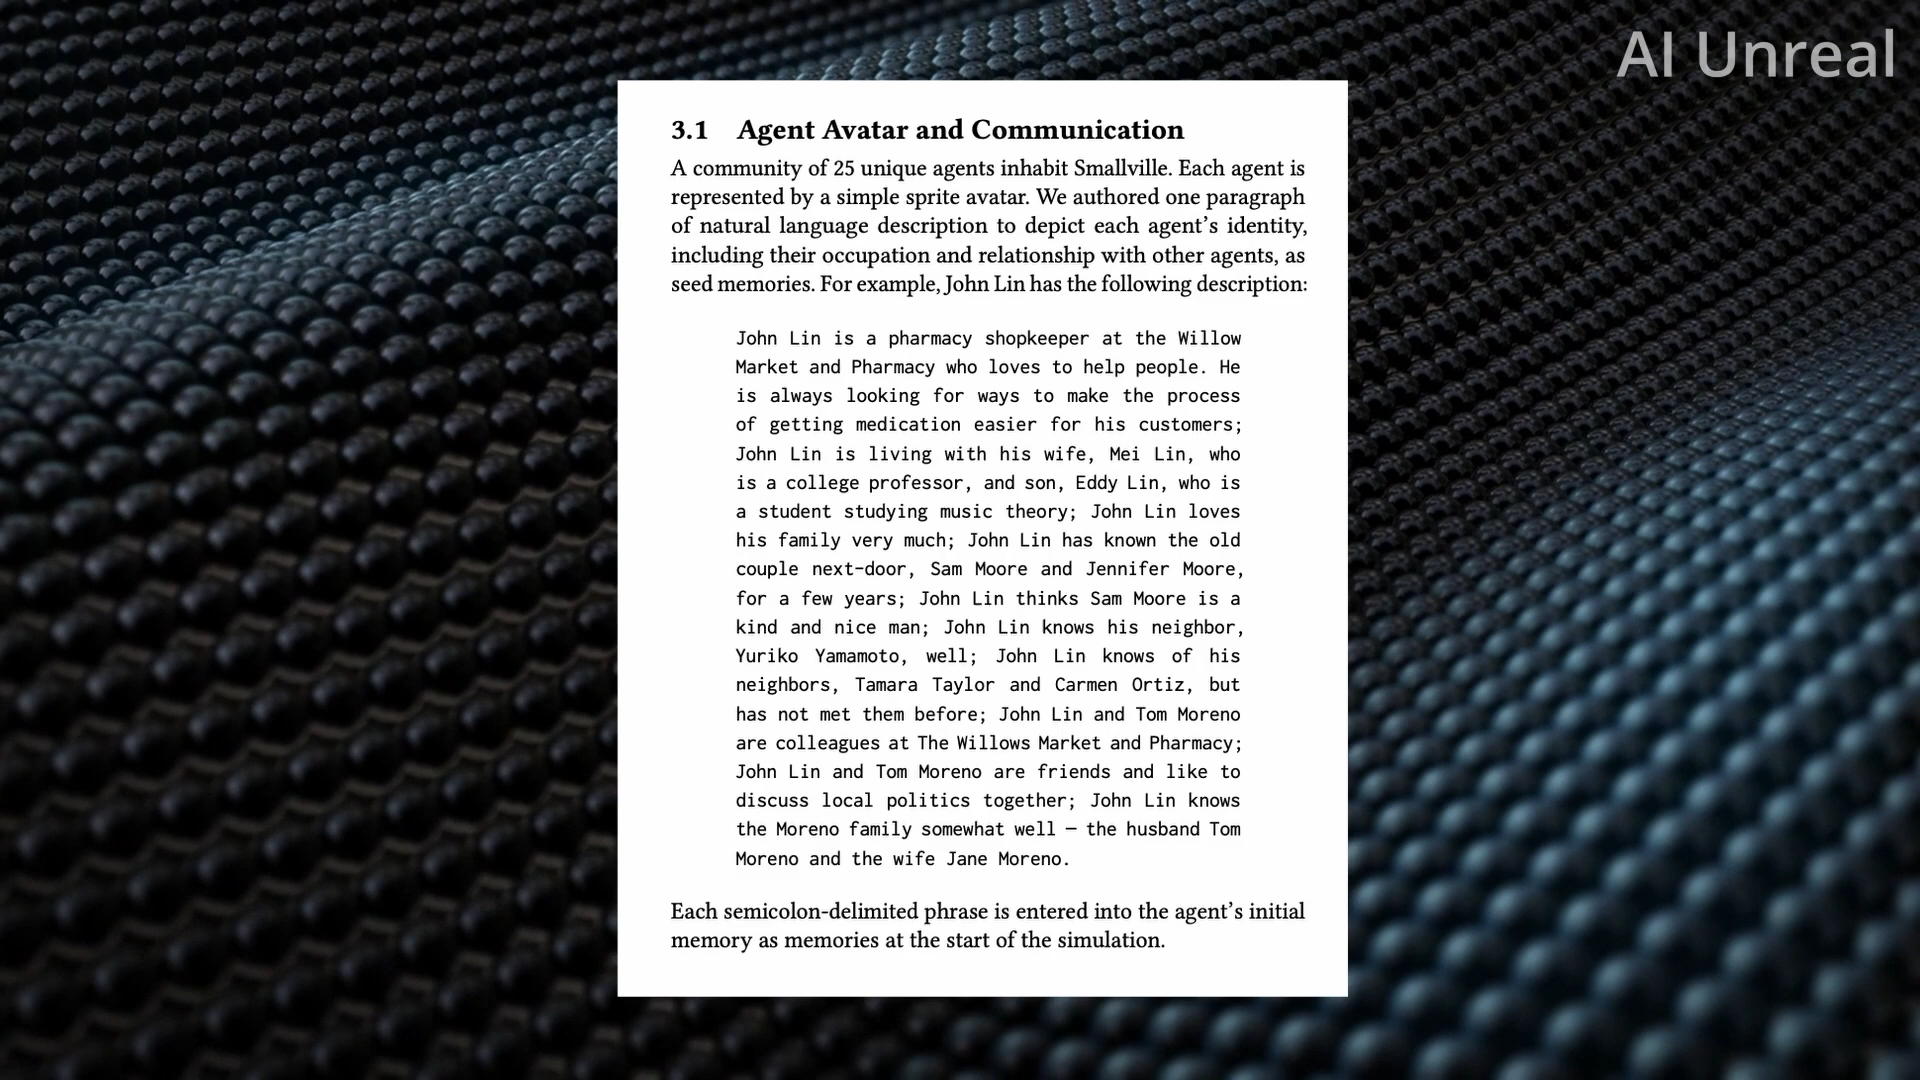 AI Unreal
3.1 Agent Avatar and Communication
A community of 25 unique agents inhabit Smallville. Each agent is
represented by a simple sprite avatar. We authored one paragraph
of natural language description to depict each agent's identity,
including their occupation and relationship with other agents, as
seed memories. For example, John Lin has the following description:
John Lin is a pharmacy shopkeeper at the Willow
Market and Pharmacy who loves to help people. He
is always looking for ways to make the process
of getting medication easier for his customers;
John Lin is living with his wife, Mei Lin, who
is a college professor, and son, Eddy Lin, who is
a student studying music theory; John Lin loves
his family very much; John Lin has known the old
couple next-door, Sam Moore and Jennifer Moore,
for a few years; John Lin thinks Sam Moore is a
kind and nice man; John Lin knows his neighbor,
Yuriko Yamamoto, well; John Lin knows of his
neighbors, Tamara Taylor and Carmen Ortiz, but
has not met them before; John Lin and Tom Moreno
are colleagues at The Willows Market and Pharmacy;
John Lin and Tom Moreno are friends and like to
discuss local politics together; John Lin knows
the Moreno family somewhat well – the husband Tom
Moreno and the wife Jane Moreno.
Each semicolon-delimited phrase is entered into the agent's initial
memory as memories at the start of the simulation.